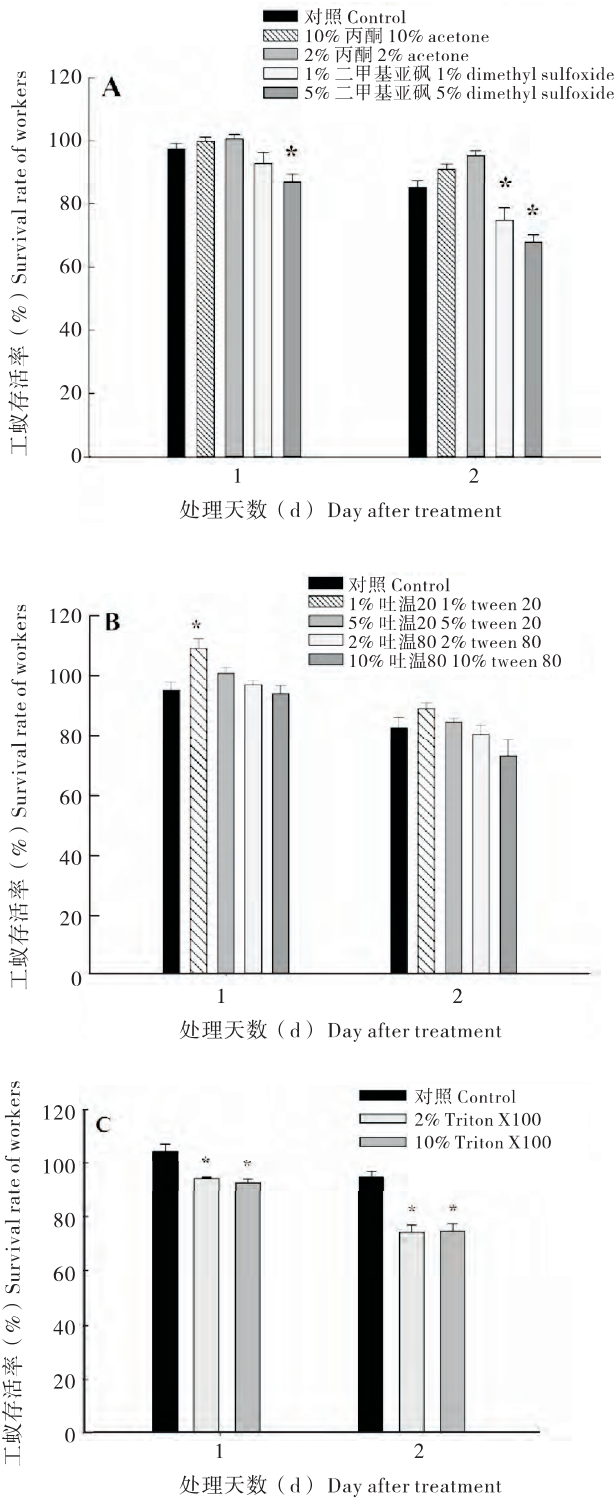 对照 Control
10% 丙酮 10% acetone
2% 丙酮 2% acetone
1% 二甲基亚砜 1% dimethyl sulfoxide
5% 二甲基亚砜 5% dimethyl sulfoxide
A
工蚁存活率（%）Survival rate of workers
120
100
80
60
40
20
0
*
*
*
1
2
处理天数（d）Day after treatment
对照 Control
1% 吐温20 1% tween 20
5% 吐温20 5% tween 20
2% 吐温80 2% tween 80
10% 吐温80 10% tween 80
B
工蚁存活率（%）Survival rate of workers
120
100
80
60
40
20
0
*
1
2
处理天数（d）Day after treatment
对照 Control
2% Triton X100
10% Triton X100
C
工蚁存活率（%）Survival rate of workers
120
100
80
60
40
20
0
*
*
*
*
1
2
处理天数（d）Day after treatment